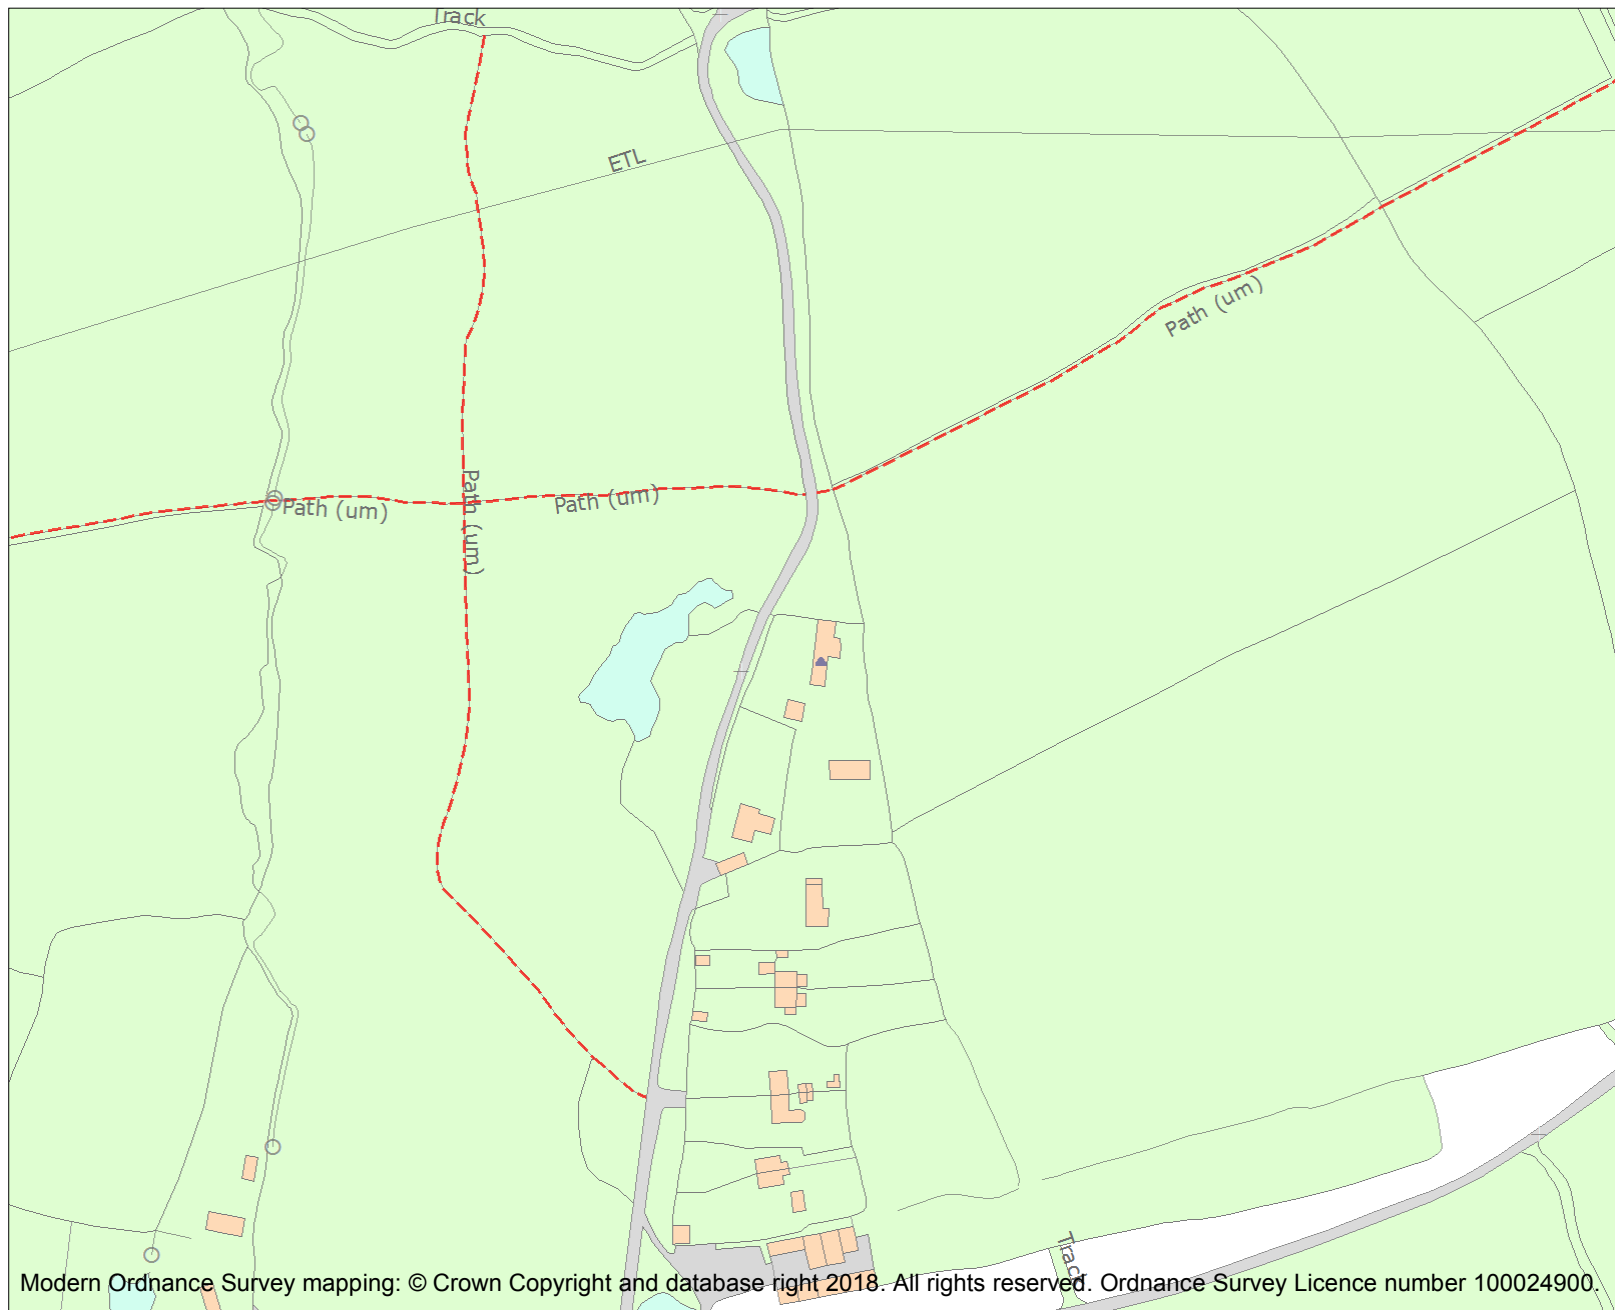 Track
ETL
Path (um)
Path (um)
Path (um)
Path (um)
Track
Modern Ordnance Survey mapping: © Crown Copyright and database right 2018. All rights reserved. Ordnance Survey Licence number 100024900.